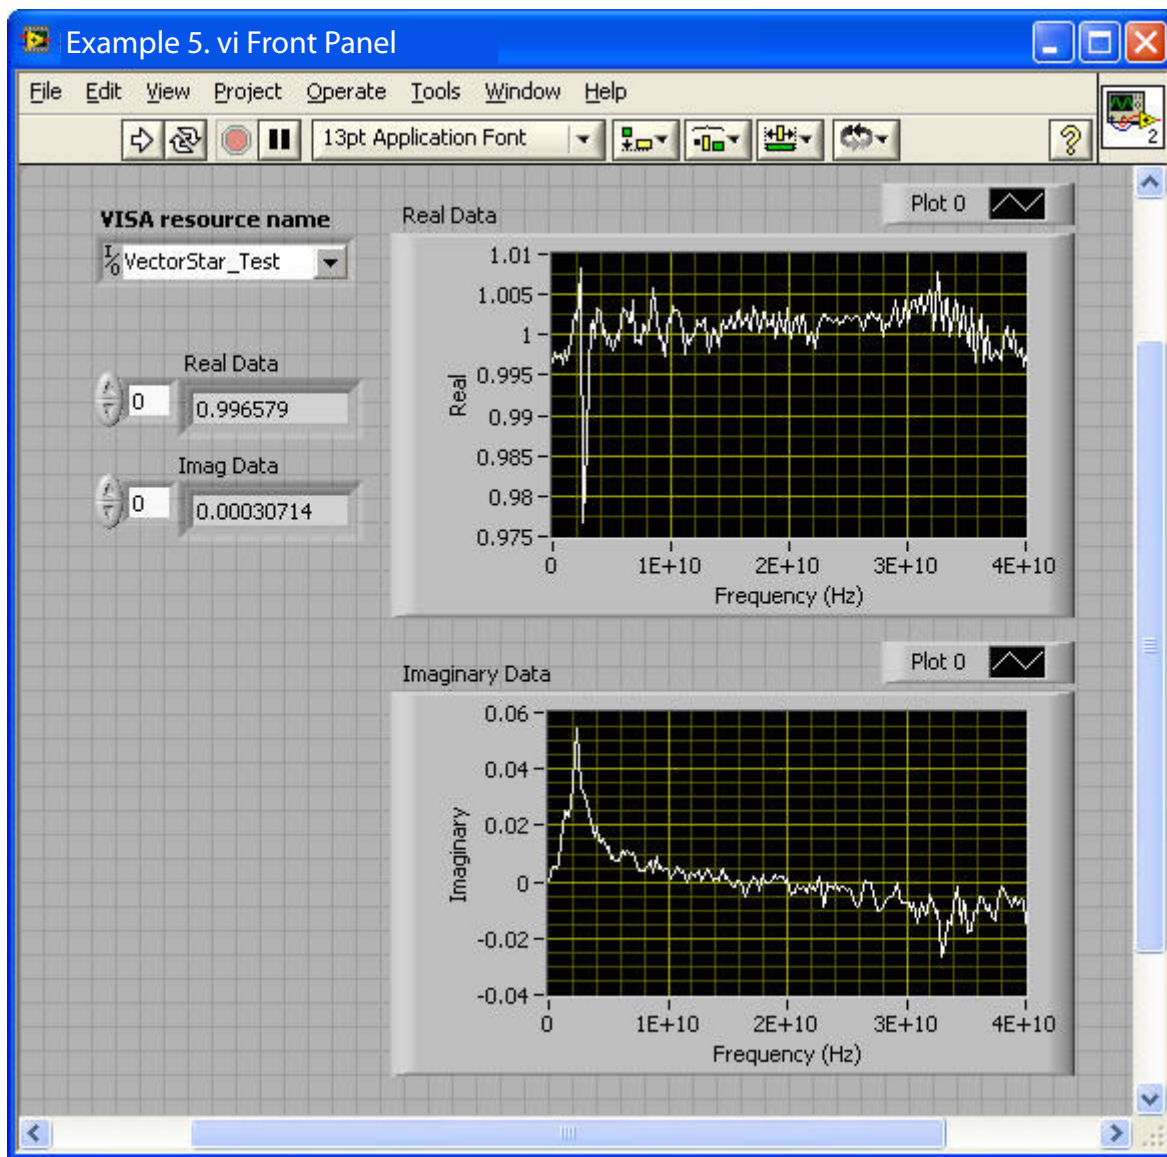 Example 5. vi Front Panel
File Edit View Project Operate Tools Window Help
13pt Application Font
2
VISA resource name
I/O VectorStar_Test
Real Data
0
0.996579
Imag Data
0
0.00030714
Real Data
Plot 0
1.01
1.005
1
0.995
0.99
0.985
0.98
0.975
Real
0 1E+10 2E+10 3E+10 4E+10
Frequency (Hz)
Imaginary Data
Plot 0
0.06
0.04
0.02
0
-0.02
-0.04
Imaginary
0 1E+10 2E+10 3E+10 4E+10
Frequency (Hz)